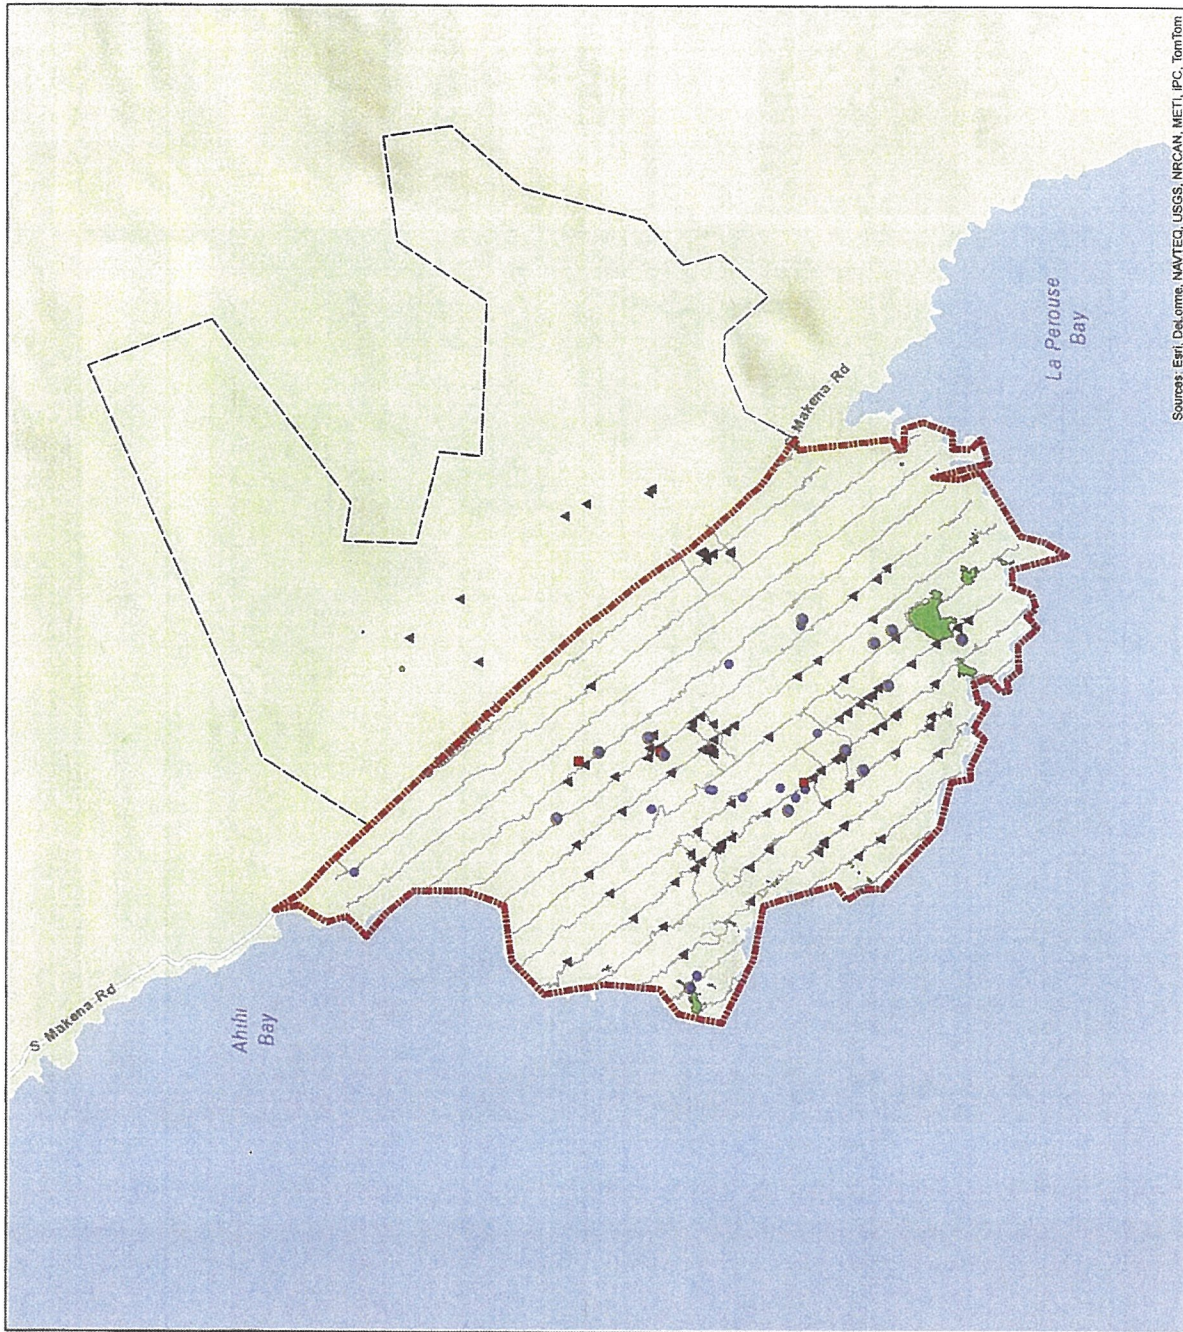 S Makena Rd
Ahihi
Bay
S Makena Rd
La Perouse
Bay
Sources: Esri, DeLorme, NAVTEQ, USGS, NRCAN, METI, iPC, TomTom